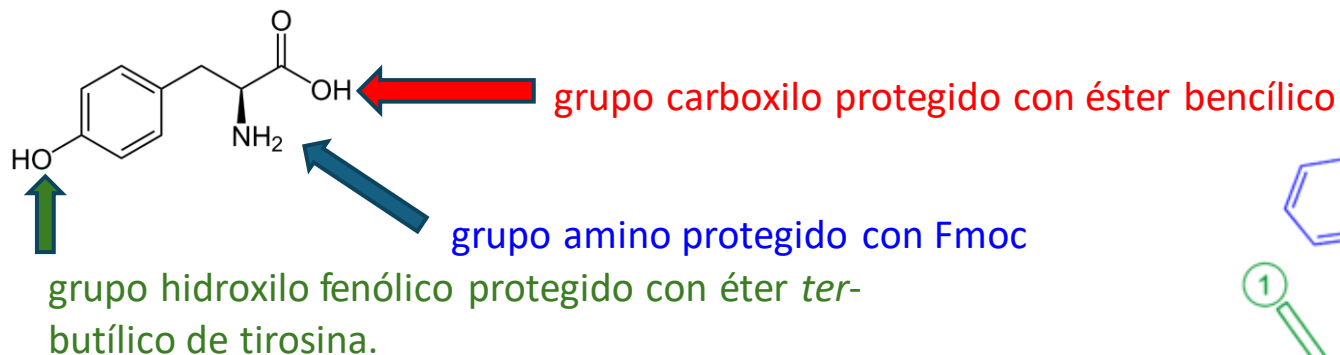 O
OH
NH2
HO
grupo carboxilo protegido con éster bencílico
grupo amino protegido con Fmoc
1
grupo hidroxilo fenólico protegido con éter ter-
butílico de tirosina.